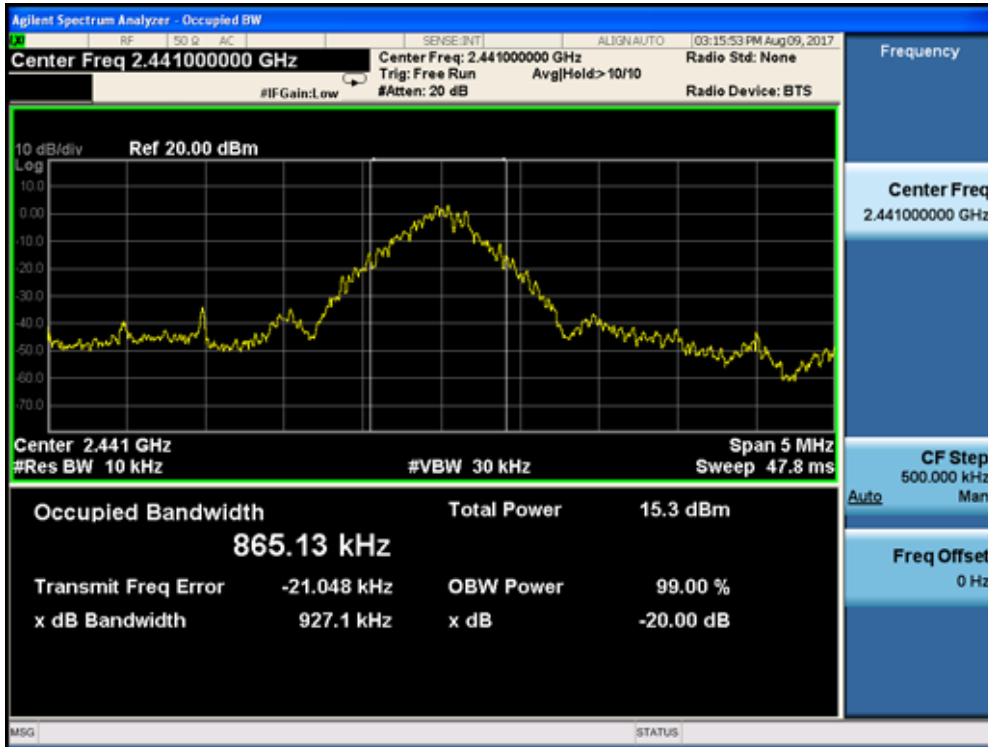 Agilent Spectrum Analyzer - Occupied BW
LXI RF 50 Ω AC SENSE:INT ALIGNAUTO 03:15:53 PM Aug 09, 2017
Center Freq 2.441000000 GHz
Center Freq: 2.441000000 GHz
Radio Std: None
Trig: Free Run Avg|Hold:> 10/10
#IFGain:Low #Atten: 20 dB Radio Device: BTS
10 dB/div Ref 20.00 dBm
Log
10.0
0.00
-10.0
-20.0
-30.0
-40.0
-50.0
-60.0
-70.0
Center 2.441 GHz Span 5 MHz
#Res BW 10 kHz #VBW 30 kHz Sweep 47.8 ms
Occupied Bandwidth Total Power 15.3 dBm
865.13 kHz
Transmit Freq Error -21.048 kHz OBW Power 99.00 %
x dB Bandwidth 927.1 kHz x dB -20.00 dB
MSG STATUS
Frequency
Center Freq
2.441000000 GHz
CF Step
500.000 kHz
Auto Man
Freq Offset
0 Hz